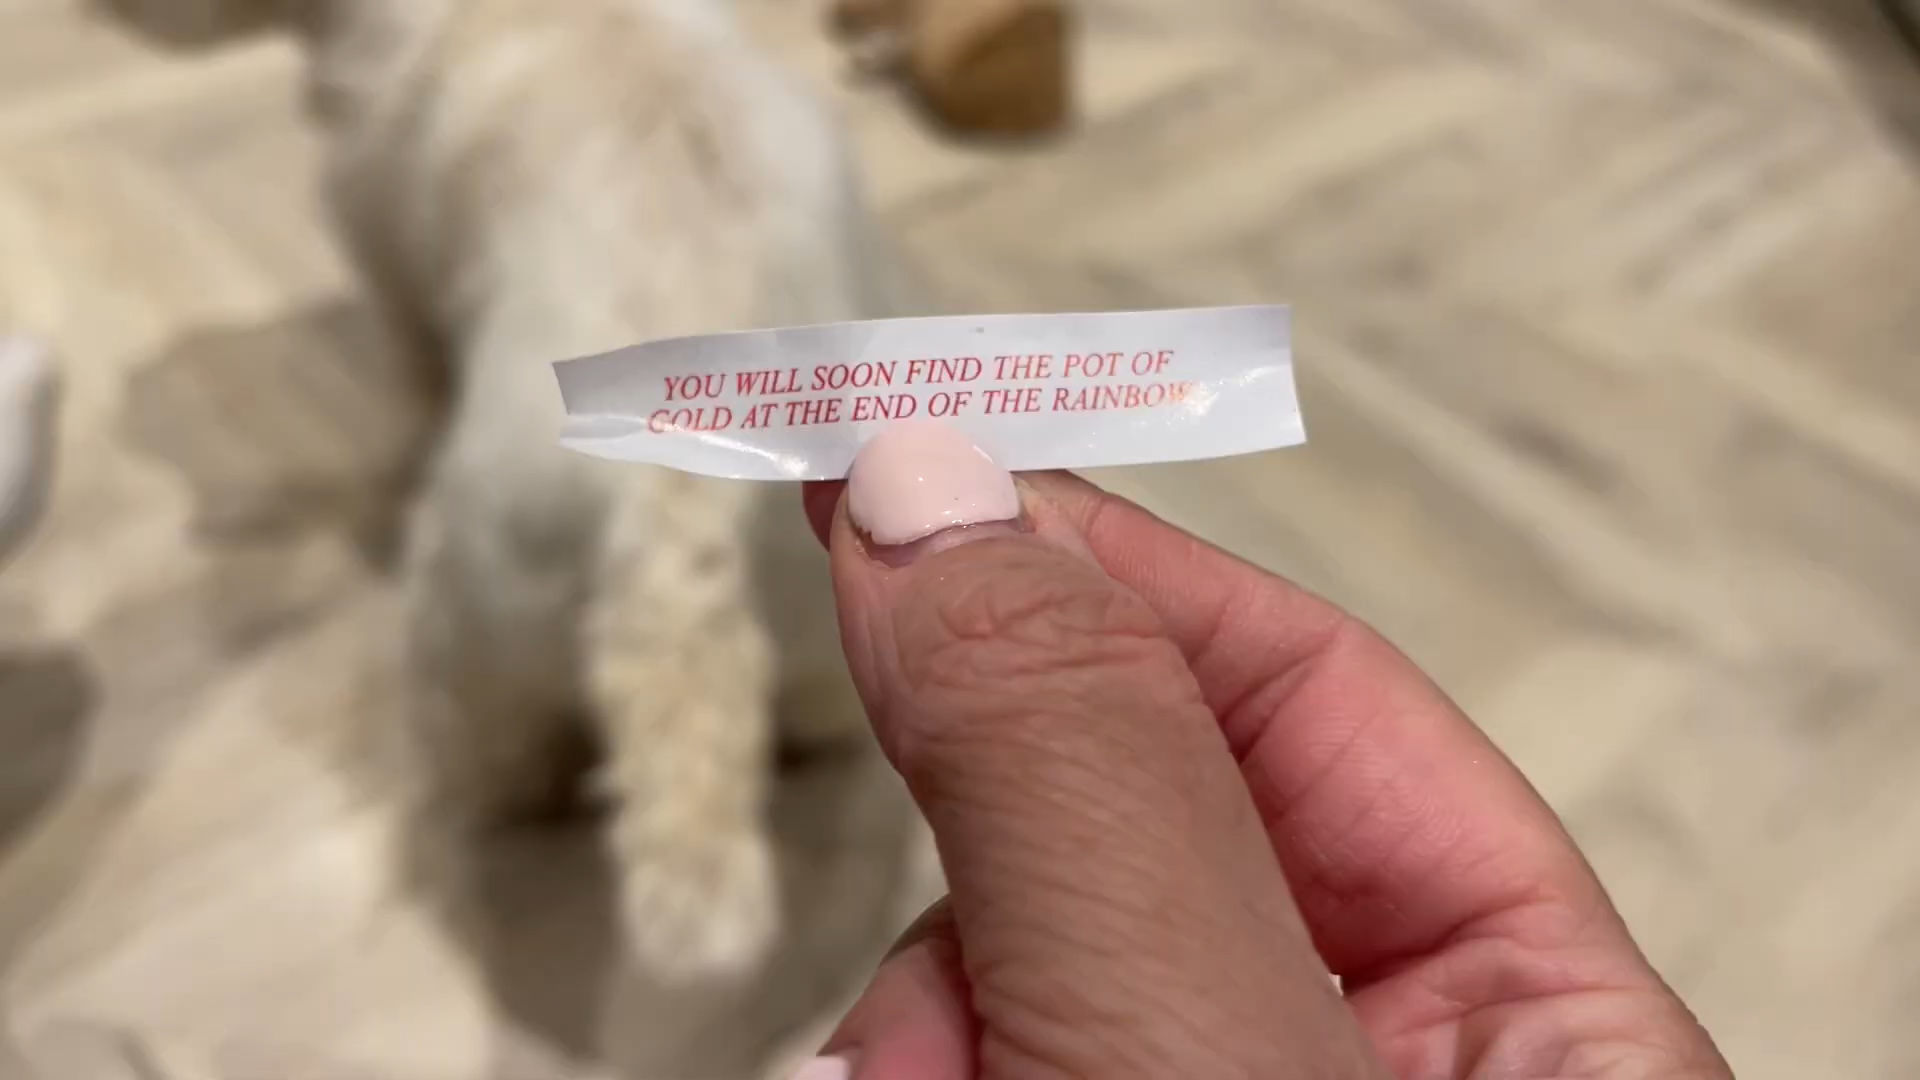 YOU WILL SOON FIND THE POT OF
GOLD AT THE END OF THE RAINBOW